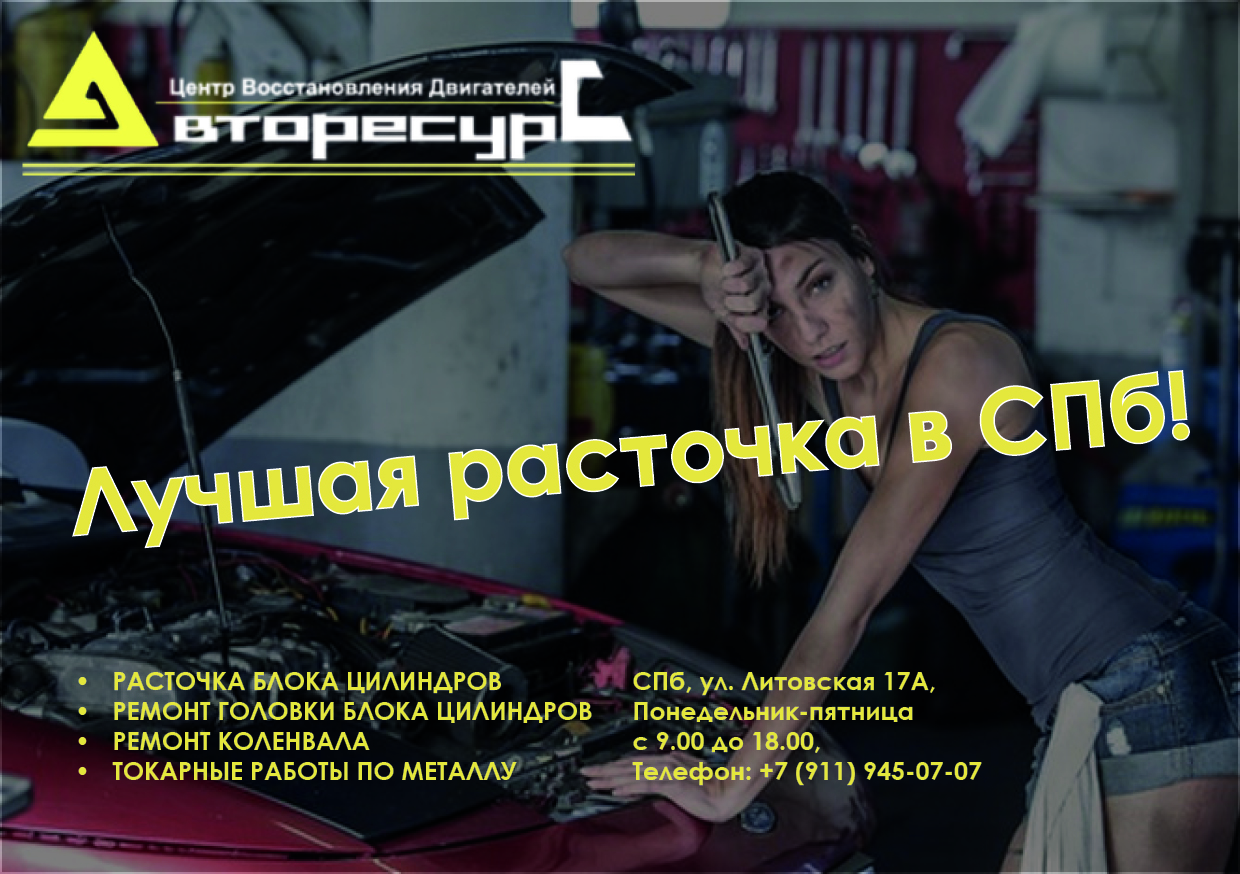 Центр Восстановления Двигателей
Авторесурс
Лучшая расточка в СПб!
• РАСТОЧКА БЛОКА ЦИЛИНДРОВ
• РЕМОНТ ГОЛОВКИ БЛОКА ЦИЛИНДРОВ
• РЕМОНТ КОЛЕНВАЛА
• ТОКАРНЫЕ РАБОТЫ ПО МЕТАЛЛУ
СПб, ул. Литовская 17А,
Понедельник-пятница
с 9.00 до 18.00,
Телефон: +7 (911) 945-07-07